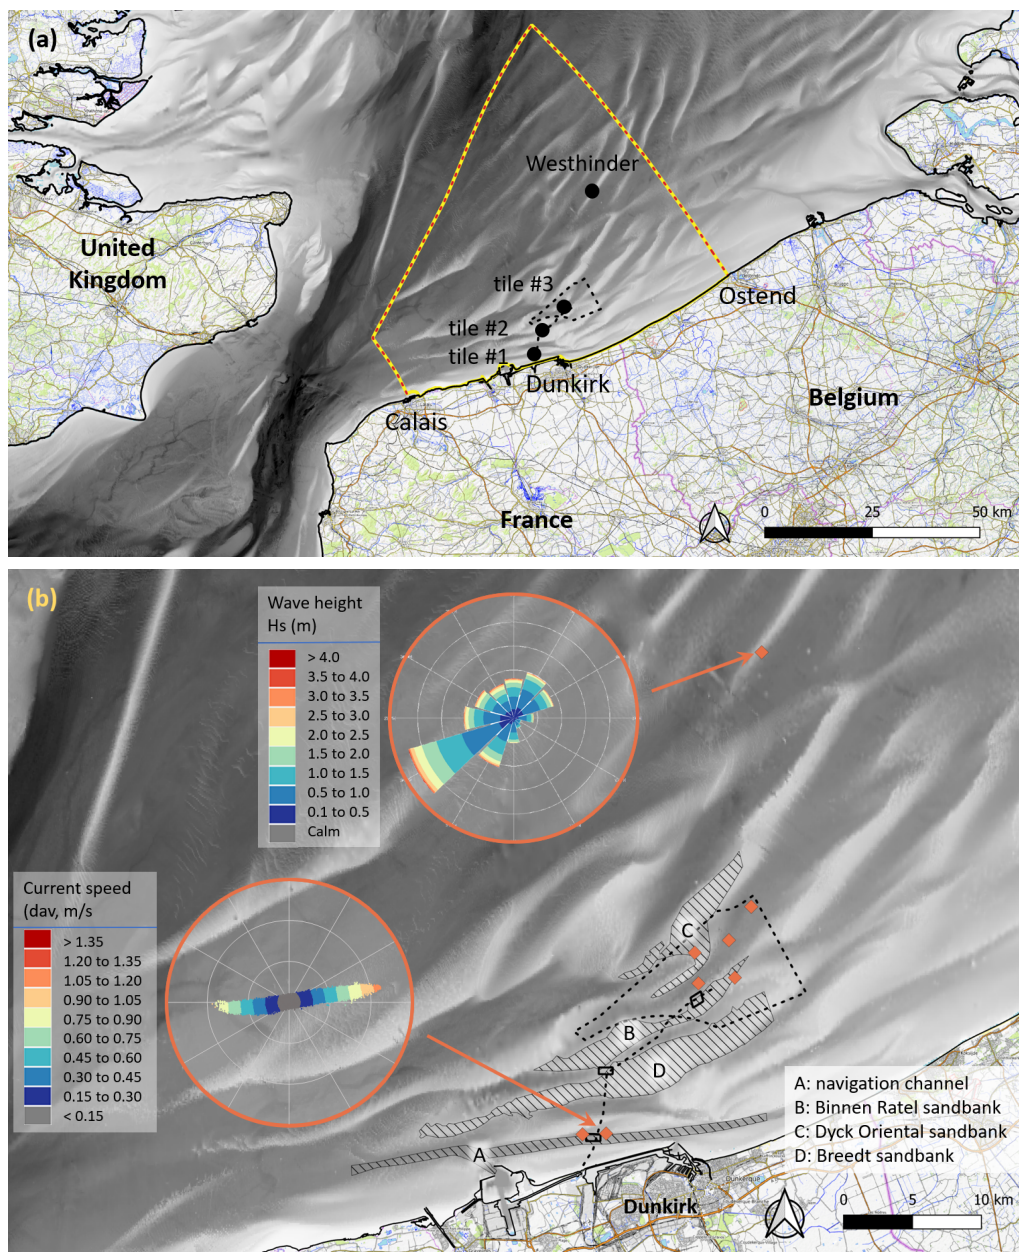 (a)
Westhinder
United
Kingdom
tile #3
Ostend
tile #2
tile #1
Dunkirk
Belgium
Calais
France
0 25 50 km
(b)
Wave height
Hs (m)
> 4.0
3.5 to 4.0
3.0 to 3.5
2.5 to 3.0
2.0 to 2.5
1.5 to 2.0
1.0 to 1.5
0.5 to 1.0
0.1 to 0.5
Calm
Current speed
(dav, m/s
> 1.35
1.20 to 1.35
1.05 to 1.20
0.90 to 1.05
0.75 to 0.90
0.60 to 0.75
0.45 to 0.60
0.30 to 0.45
0.15 to 0.30
< 0.15
C
B
D
A
A: navigation channel
B: Binnen Ratel sandbank
C: Dyck Oriental sandbank
D: Breedt sandbank
Dunkerque
Dunkirk
0 5 10 km